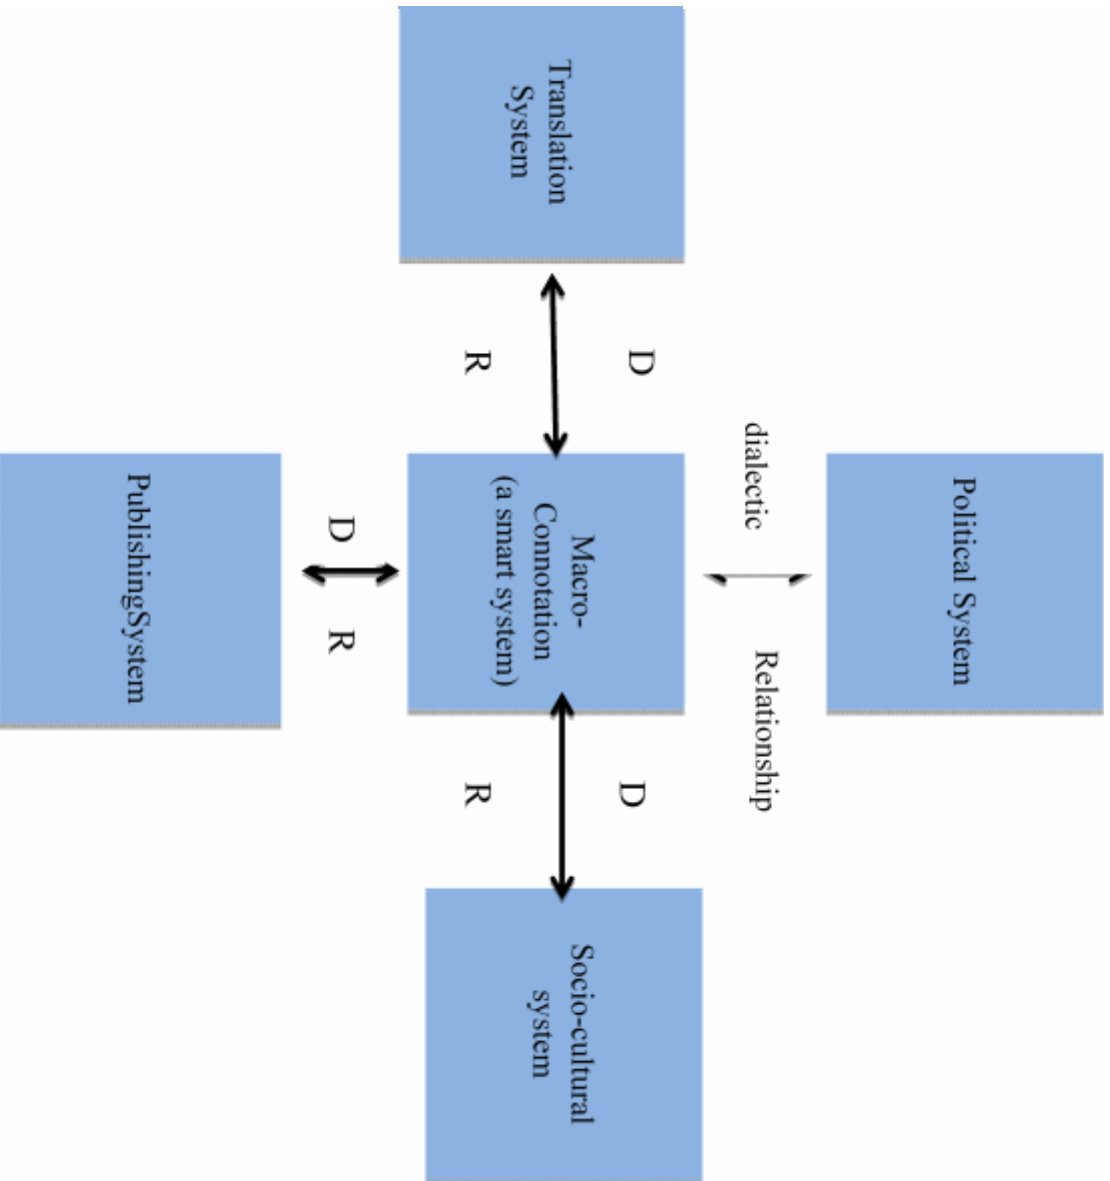 Political System
dialectic
Relationship
D
D
Translation
System
Macro-
Connotation
(a smart system)
Socio-cultural
system
R
R
D
R
PublishingSystem